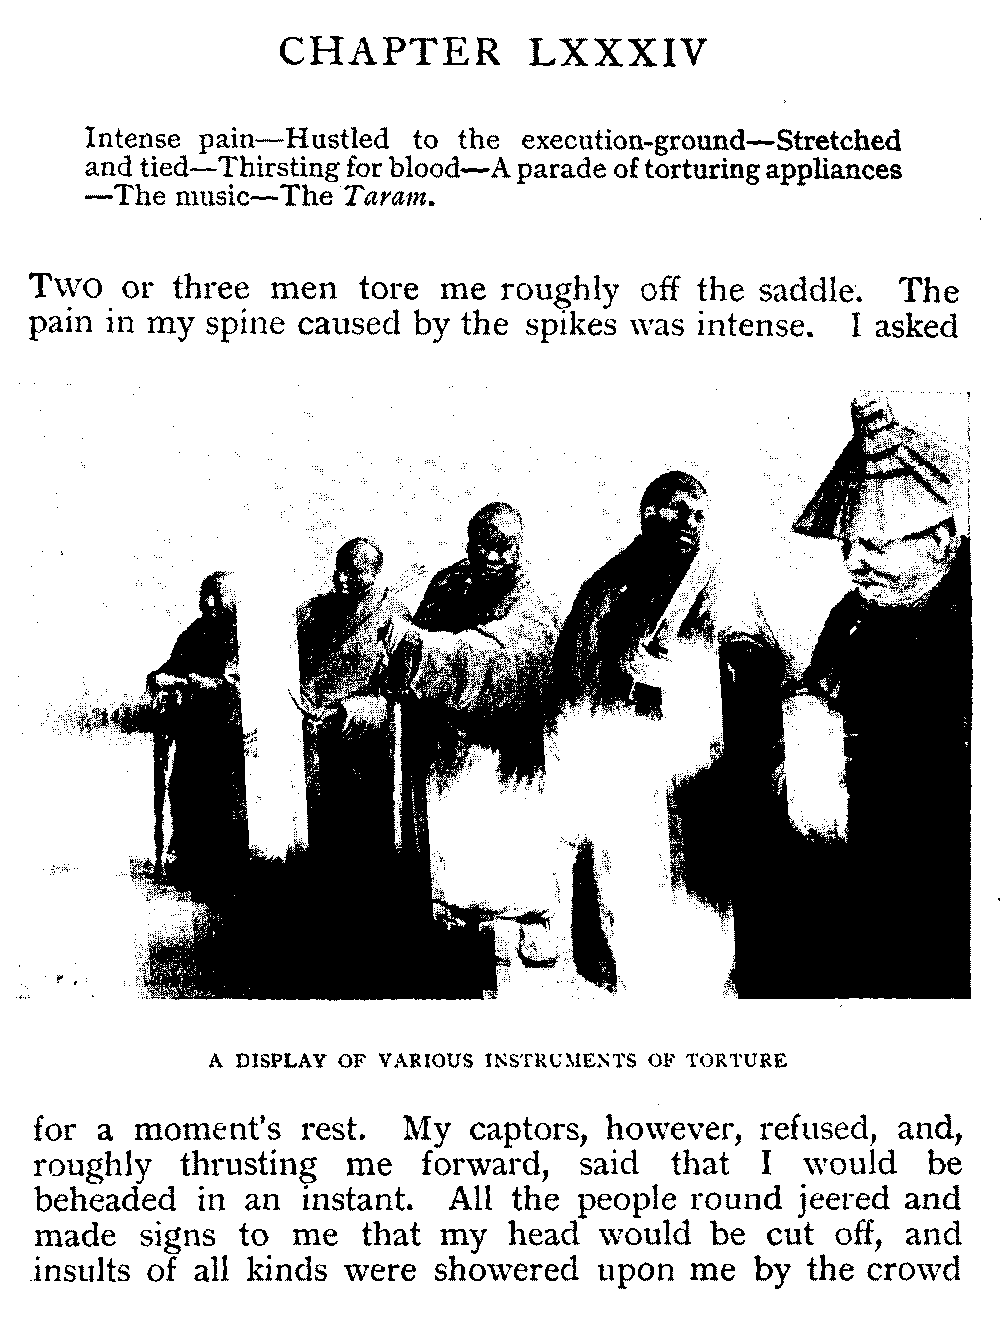 CHAPTER LXXXIV
Intense pain—Hustled to the execution-ground—Stretched
and tied—Thirsting for blood—A parade of torturing appliances
—The music—The Taram.
TWO or three men tore me roughly off the saddle. The
pain in my spine caused by the spikes was intense. I asked
A DISPLAY OF VARIOUS INSTRUMENTS OF TORTURE
for a moment's rest. My captors, however, refused, and,
roughly thrusting me forward, said that I would be
beheaded in an instant. All the people round jeered and
made signs to me that my head would be cut off, and
insults of all kinds were showered upon me by the crowd